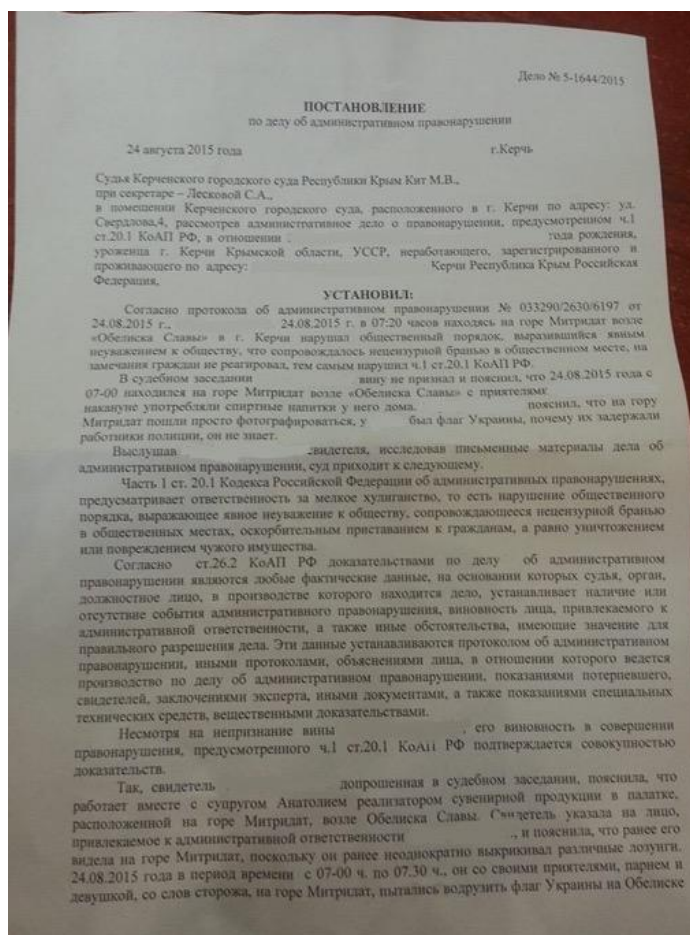 Дело № 5-1644/2015
ПОСТАНОВЛЕНИЕ
по делу об административном правонарушении
24 августа 2015 года г.Керчь
Судья Керченского городского суда Республики Крым Кит М.В.,
при секретаре – Лесковой С.А.,
в помещении Керченского городского суда, расположенного в г. Керчи по адресу: ул.
Свердлова,4, рассмотрев административное дело о правонарушении, предусмотренном ч.1
ст.20.1 КоАП РФ, в отношении года рождения,
уроженца г. Керчи Крымской области, УССР, неработающего, зарегистрированного и
проживающего по адресу: Керчи Республика Крым Российская
Федерация,
УСТАНОВИЛ:
Согласно протокола об административном правонарушении № 033290/2630/6197 от
24.08.2015 г., 24.08.2015 г. в 07:20 часов находясь на горе Митридат возле
«Обелиска Славы» в г. Керчи нарушал общественный порядок, выразившийся явным
неуважением к обществу, что сопровождалось нецензурной бранью в общественном месте, на
замечания граждан не реагировал, тем самым нарушил ч.1 ст.20.1 КоАП РФ.
В судебном заседании вину не признал и пояснил, что 24.08.2015 года с
07-00 находился на горе Митридат возле «Обелиска Славы» с приятелям
накануне употребляли спиртные напитки у него дома. пояснил, что на гору
Митридат пошли просто фотографироваться, у был флаг Украины, почему их задержали
работники полиции, он не знает.
Выслушав свидетеля, исследовав письменные материалы дела об
административном правонарушении, суд приходит к следующему.
Часть 1 ст. 20.1 Кодекса Российской Федерации об административных правонарушениях,
предусматривает ответственность за мелкое хулиганство, то есть нарушение общественного
порядка, выражающее явное неуважение к обществу, сопровождающееся нецензурной бранью
в общественных местах, оскорбительным приставанием к гражданам, а равно уничтожением
или повреждением чужого имущества.
Согласно ст.26.2 КоАП РФ доказательствами по делу об административном
правонарушении являются любые фактические данные, на основании которых судья, орган,
должностное лицо, в производстве которого находится дело, устанавливает наличие или
отсутствие события административного правонарушения, виновность лица, привлекаемого к
административной ответственности, а также иные обстоятельства, имеющие значение для
правильного разрешения дела. Эти данные устанавливаются протоколом об административном
правонарушении, иными протоколами, объяснениями лица, в отношении которого ведется
производство по делу об административном правонарушении, показаниями потерпевшего,
свидетелей, заключениями эксперта, иными документами, а также показаниями специальных
технических средств, вещественными доказательствами.
Несмотря на непризнание вины , его виновность в совершении
правонарушения, предусмотренного ч.1 ст.20.1 КоАП РФ подтверждается совокупностью
доказательств.
Так, свидетель допрошенная в судебном заседании, пояснила, что
работает вместе с супругом Анатолием реализатором сувенирной продукции в палатке,
расположенной на горе Митридат, возле Обелиска Славы. Свидетель указала на лицо,
привлекаемое к административной ответственности ., и пояснила, что ранее его
видела на горе Митридат, поскольку он ранее неоднократно выкрикивал различные лозунги.
24.08.2015 года в период времени с 07-00 ч. по 07.30 ч., он со своими приятелями, парнем и
девушкой, со слов сторожа, на горе Митридат, пытались водрузить флаг Украины на Обелиске